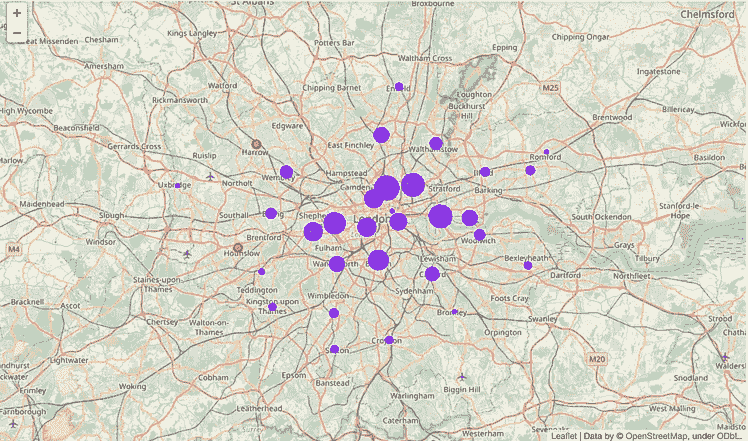 St Albans
Broxbourne
+
Chelmsford
−
Great Missenden
Chesham
Kings Langley
Potters Bar
Epping
Chipping Ongar
Waltham Cross
Amersham
Watford
Chipping Barnet
Enfield
Loughton
Ingatestone
High Wycombe
Rickmansworth
M25
Buckhurst
Hill
Billericay
Beaconsfield
Edgware
Brentwood
Gerrards Cross
Harrow
East Finchley
Walthamstow
Ruislip
Romford
Basildon
Marlow
Wembley
Hampstead
Ilford
Uxbridge
Northolt
Camden
Stratford
Barking
Maidenhead
Slough
Southall
Ealing
London
South Ockendon
Stanford-le-
Hope
M4
Windsor
Brentford
Fulham
Woolwich
Grays
Hounslow
Tilbury
Wandsworth
Lewisham
Bexleyheath
Dartford
Northfleet
Staines-upon-
Thames
Teddington
Catford
Bracknell
Ascot
Wimbledon
Sydenham
Foots Cray
Kingston upon
Thames
Chertsey
Walton-on-
Thames
Bromley
Swanley
Strood
Orpington
Croydon
Lightwater
Sutton
M20
Epsom
Snodland
Woking
Cobham
Banstead
Biggin Hill
Frimley
Leatherhead
Warlingham
West Malling
Farnborough
Caterham
Westerham
Sevenoaks
Leaflet | Data by © OpenStreetMap, under ODbL.